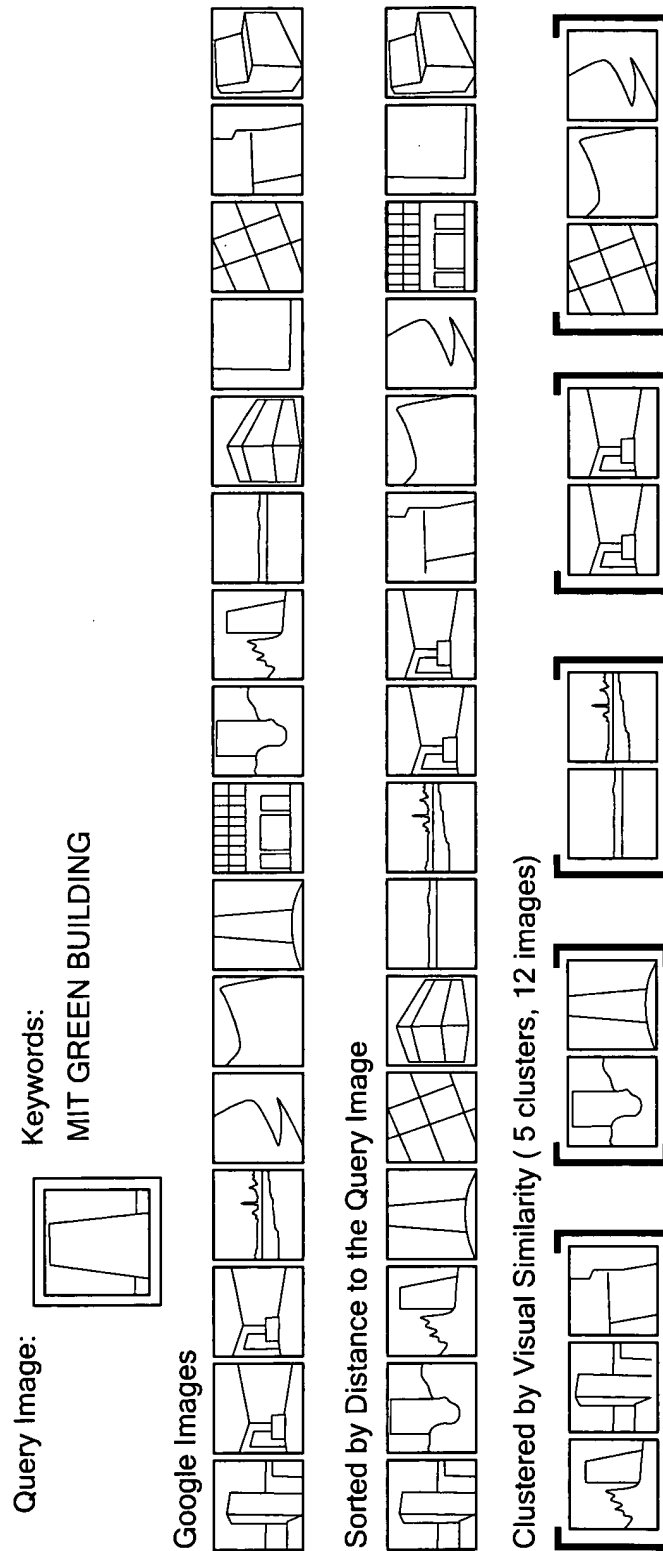 Query Image:
Keywords:
MIT GREEN BUILDING
Google Images
Sorted by Distance to the Query Image
Clustered by Visual Similarity ( 5 clusters, 12 images)